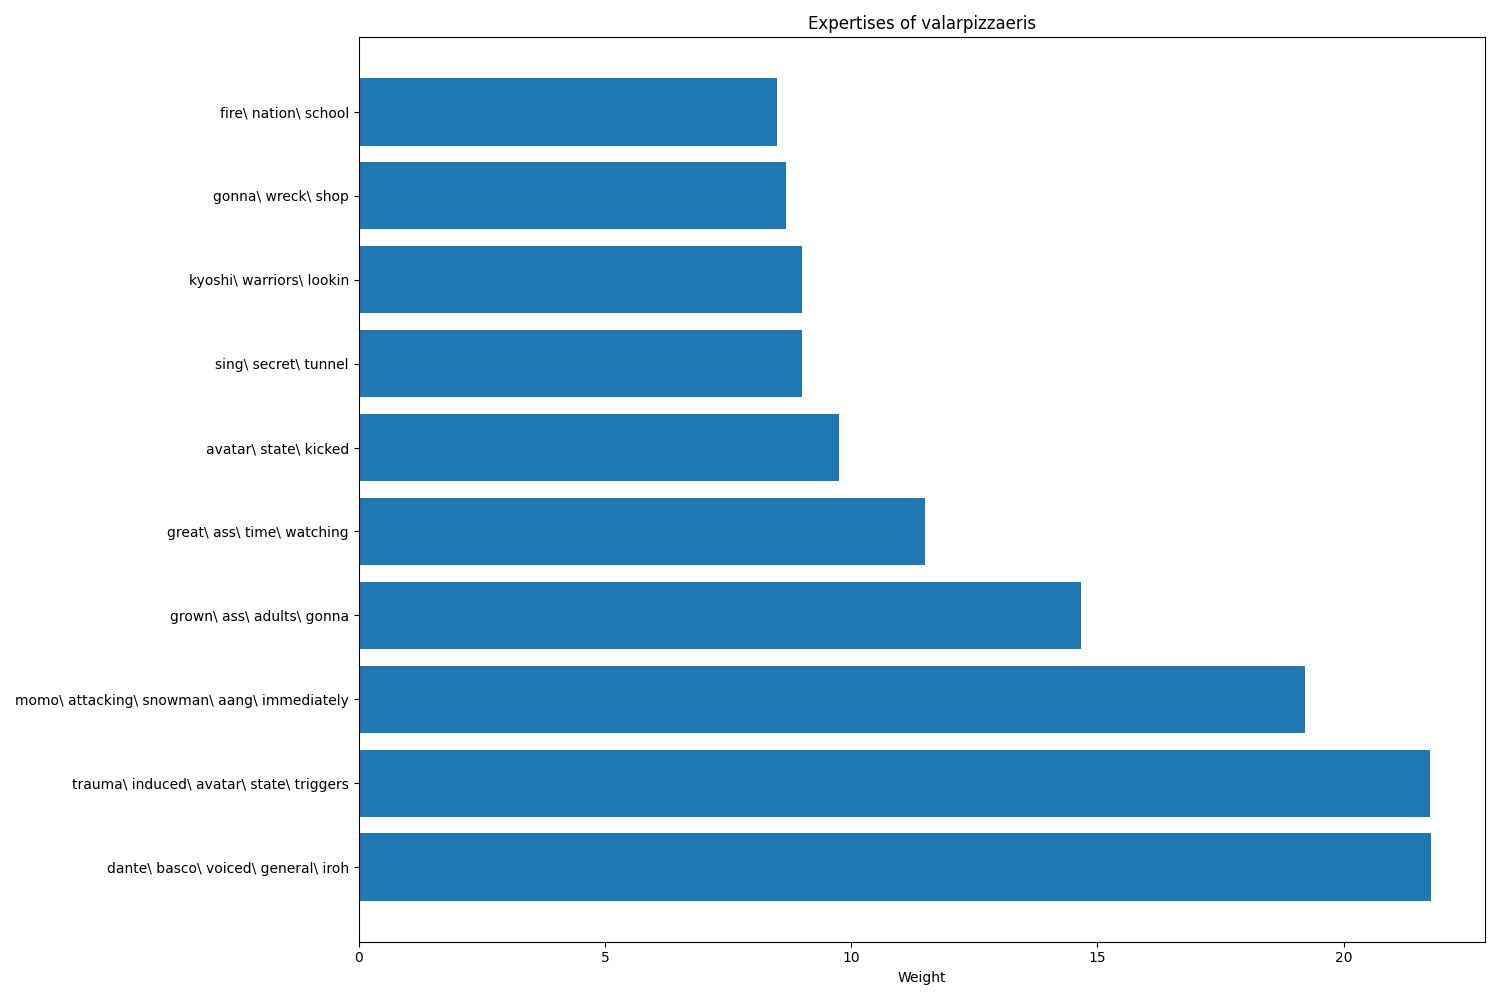 Expertises of valarpizzaeris
fire\ nation\ school
gonna\ wreck\ shop
kyoshi\ warriors\ lookin
sing\ secret\ tunnel
avatar\ state\ kicked
great\ ass\ time\ watching
grown\ ass\ adults\ gonna
momo\ attacking\ snowman\ aang\ immediately
trauma\ induced\ avatar\ state\ triggers
dante\ basco\ voiced\ general\ iroh
0 5 10 15 20
Weight